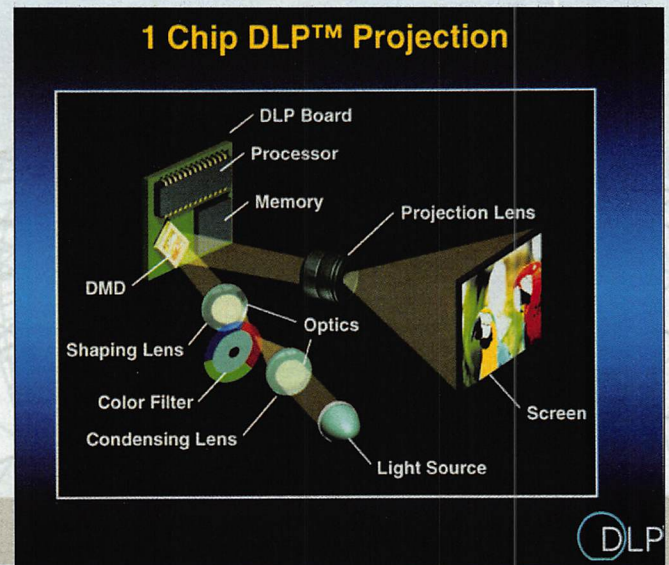 1 Chip DLP™ Projection
DLP Board
Processor
Memory
Projection Lens
DMD
Optics
Shaping Lens
Color Filter
Condensing Lens
Screen
Light Source
DLP